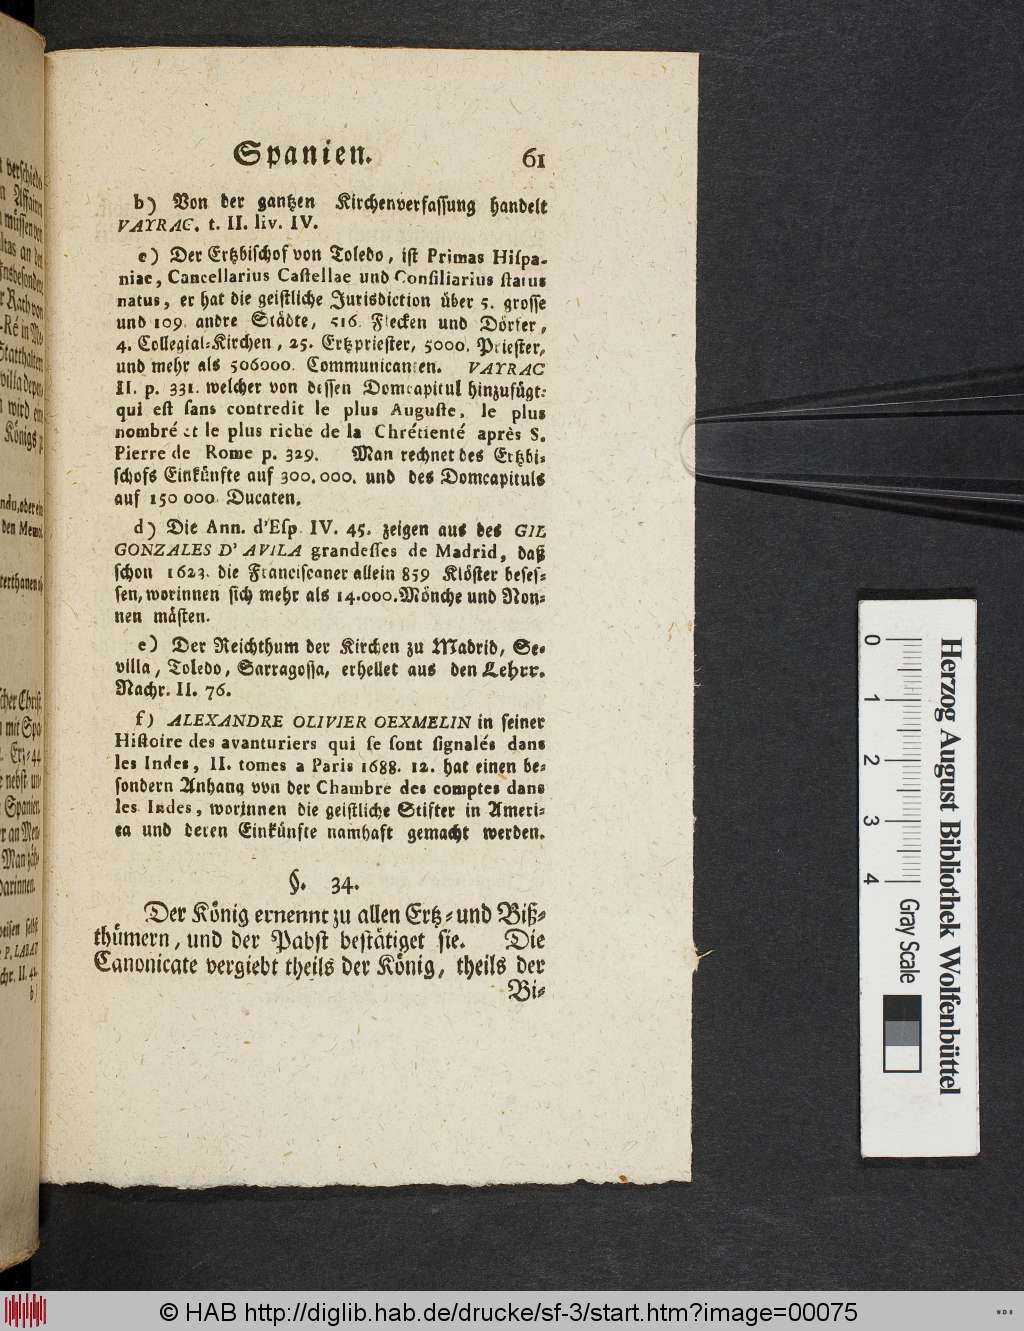 Spanien. 61
b) Von der gantzen Kirchenverfassung handelt
VAYRAC. t. II. liv. IV.
c) Der Ertzbischof von Toledo, ist Primas Hispa-
niae, Cancellarius Castellae und Consiliarius status
natus, er hat die geistliche Jurisdiction über 5. grosse
und 109. andre Städte, 516. Flecken und Dörfer,
4. Collegial-Kirchen, 25. Ertzpriester, 5000. Priester,
und mehr als 506000. Communicanten. VAYRAC
II. p. 331. welcher von dessen Domcapitul hinzufügt:
qui est sans contredit le plus Auguste, le plus
nombré et le plus riche de la Chrétienté après S.
Pierre de Rome p. 329. Man rechnet des Ertzbi-
schofs Einkünfte auf 300.000. und des Domcapituls
auf 150 000. Ducaten.
d) Die Ann. d'Esp. IV. 45. zeigen aus des GIL
GONZALES D' AVILA grandesses de Madrid, daß
schon 1623. die Franciscaner allein 859 Klöster beses-
sen, worinnen sich mehr als 14.000. Mönche und Non-
nen mästen.
e) Der Reichthum der Kirchen zu Madrid, Se-
villa, Toledo, Sarragossa, erhellet aus den Lehrr.
Nachr. II. 76.
f) ALEXANDRE OLIVIER OEXMELIN in seiner
Histoire des avanturiers qui se sont signalés dans
les Indes, II. tomes a Paris 1688. 12. hat einen be-
sondern Anhang von der Chambre des comptes dans
les Indes, worinnen die geistliche Stifter in Ameri-
ca und deren Einkünfte namhaft gemacht werden.
§. 34.
Der König ernennt zu allen Ertz- und Biß-
thümern, und der Pabst bestätiget sie. Die
Canonicate vergiebt theils der König, theils der
Bi-
0 1 2 3 4 Gray Scale
Herzog August Bibliothek Wolfenbüttel
© HAB http://diglib.hab.de/drucke/sf-3/start.htm?image=00075